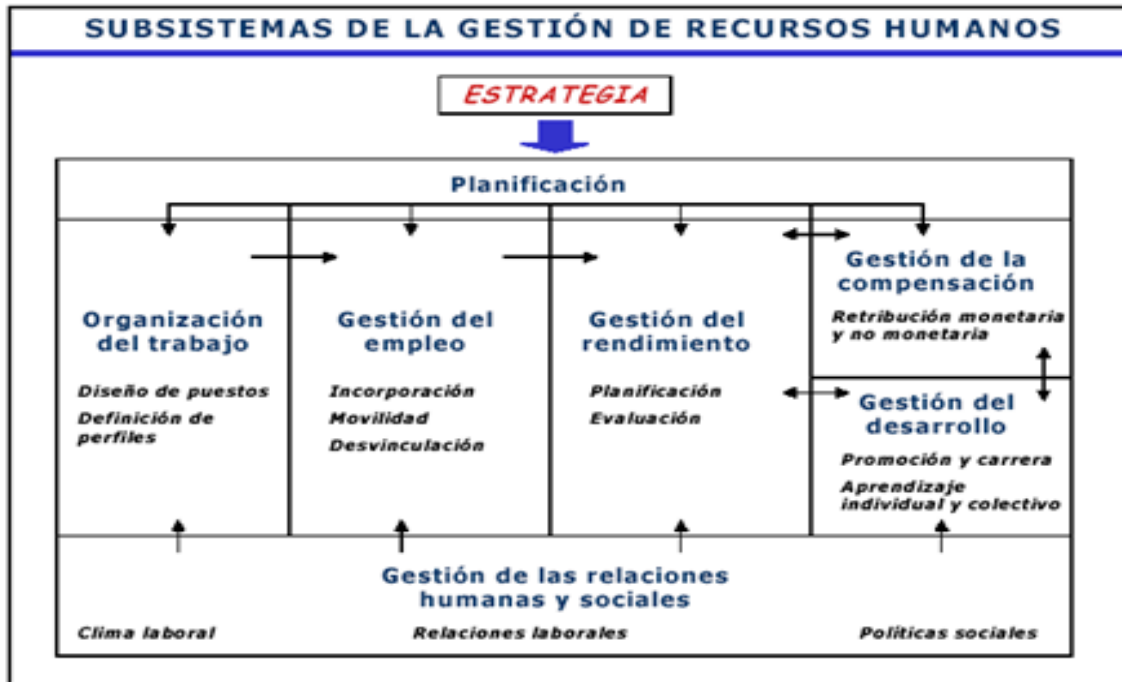 SUBSISTEMAS DE LA GESTIÓN DE RECURSOS HUMANOS
ESTRATEGIA
Planificación
Organización
del trabajo
Diseño de puestos
Definición de
perfiles
Gestión del
empleo
Incorporación
Movilidad
Desvinculación
Gestión del
rendimiento
Planificación
Evaluación
Gestión de la
compensación
Retribución monetaria
y no monetaria
Gestión del
desarrollo
Promoción y carrera
Aprendizaje
individual y colectivo
Gestión de las relaciones
humanas y sociales
Clima laboral
Relaciones laborales
Políticas sociales